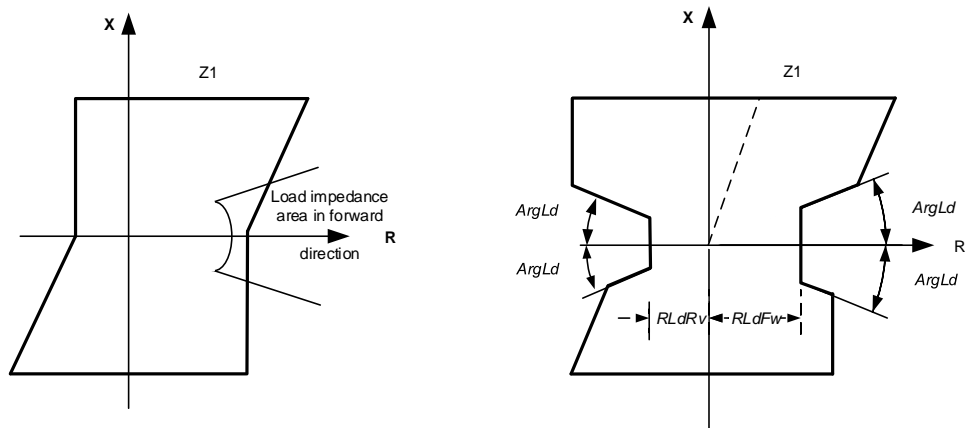 X
Z1
Load impedance
area in forward
direction
R
X
Z1
ArgLd
ArgLd
R
ArgLd
ArgLd
RLdRv
RLdFw